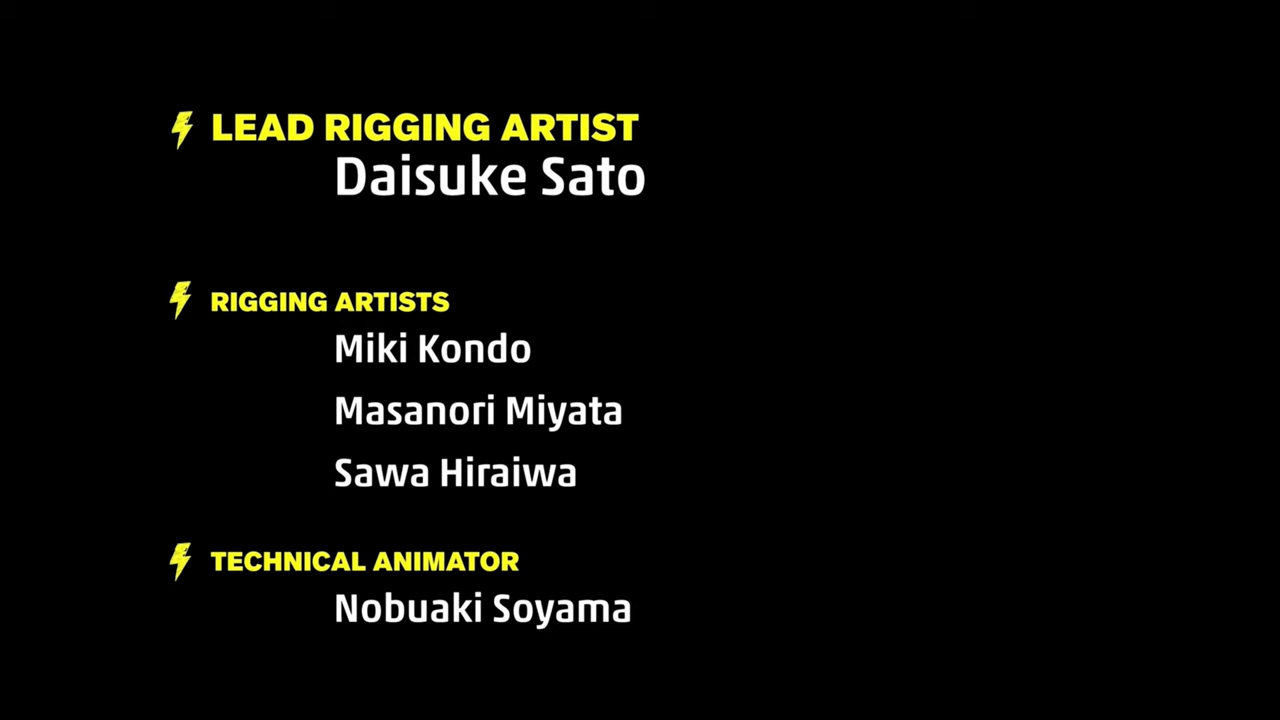 LEAD RIGGING ARTIST
Daisuke Sato
RIGGING ARTISTS
Miki Kondo
Masanori Miyata
Sawa Hiraiwa
TECHNICAL ANIMATOR
Nobuaki Soyama